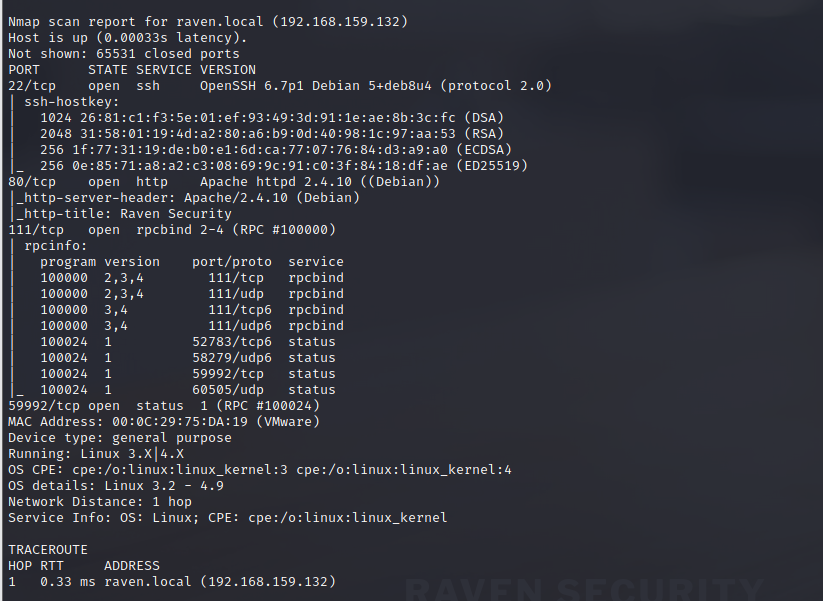 Nmap scan report for raven.local (192.168.159.132)
Host is up (0.00033s latency).
Not shown: 65531 closed ports
PORT      STATE SERVICE VERSION
22/tcp    open  ssh     OpenSSH 6.7p1 Debian 5+deb8u4 (protocol 2.0)
| ssh-hostkey:
|   1024 26:81:c1:f3:5e:01:ef:93:49:3d:91:1e:ae:8b:3c:fc (DSA)
|   2048 31:58:01:19:4d:a2:80:a6:b9:0d:40:98:1c:97:aa:53 (RSA)
|   256 1f:77:31:19:de:b0:e1:6d:ca:77:07:76:84:d3:a9:a0 (ECDSA)
|_  256 0e:85:71:a8:a2:c3:08:69:9c:91:c0:3f:84:18:df:ae (ED25519)
80/tcp    open  http    Apache httpd 2.4.10 ((Debian))
|_http-server-header: Apache/2.4.10 (Debian)
|_http-title: Raven Security
111/tcp   open  rpcbind 2-4 (RPC #100000)
| rpcinfo:
|   program version    port/proto  service
|   100000  2,3,4        111/tcp   rpcbind
|   100000  2,3,4        111/udp   rpcbind
|   100000  3,4          111/tcp6  rpcbind
|   100000  3,4          111/udp6  rpcbind
|   100024  1          52783/tcp6  status
|   100024  1          58279/udp6  status
|   100024  1          59992/tcp   status
|_  100024  1          60505/udp   status
59992/tcp open  status  1 (RPC #100024)
MAC Address: 00:0C:29:75:DA:19 (VMware)
Device type: general purpose
Running: Linux 3.X|4.X
OS CPE: cpe:/o:linux:linux_kernel:3 cpe:/o:linux:linux_kernel:4
OS details: Linux 3.2 - 4.9
Network Distance: 1 hop
Service Info: OS: Linux; CPE: cpe:/o:linux:linux_kernel
TRACEROUTE
HOP RTT     ADDRESS
1   0.33 ms raven.local (192.168.159.132)
RAVEN SECURITY